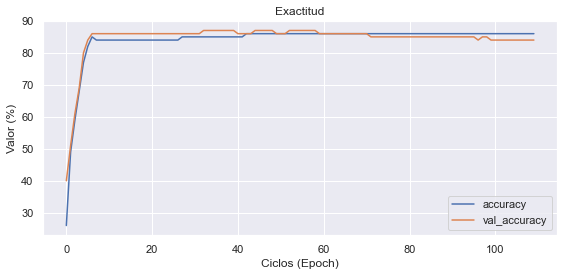 Exactitud
Valor (%)
90
80
70
60
50
40
30
0
20
40
60
80
100
Ciclos (Epoch)
accuracy
val_accuracy